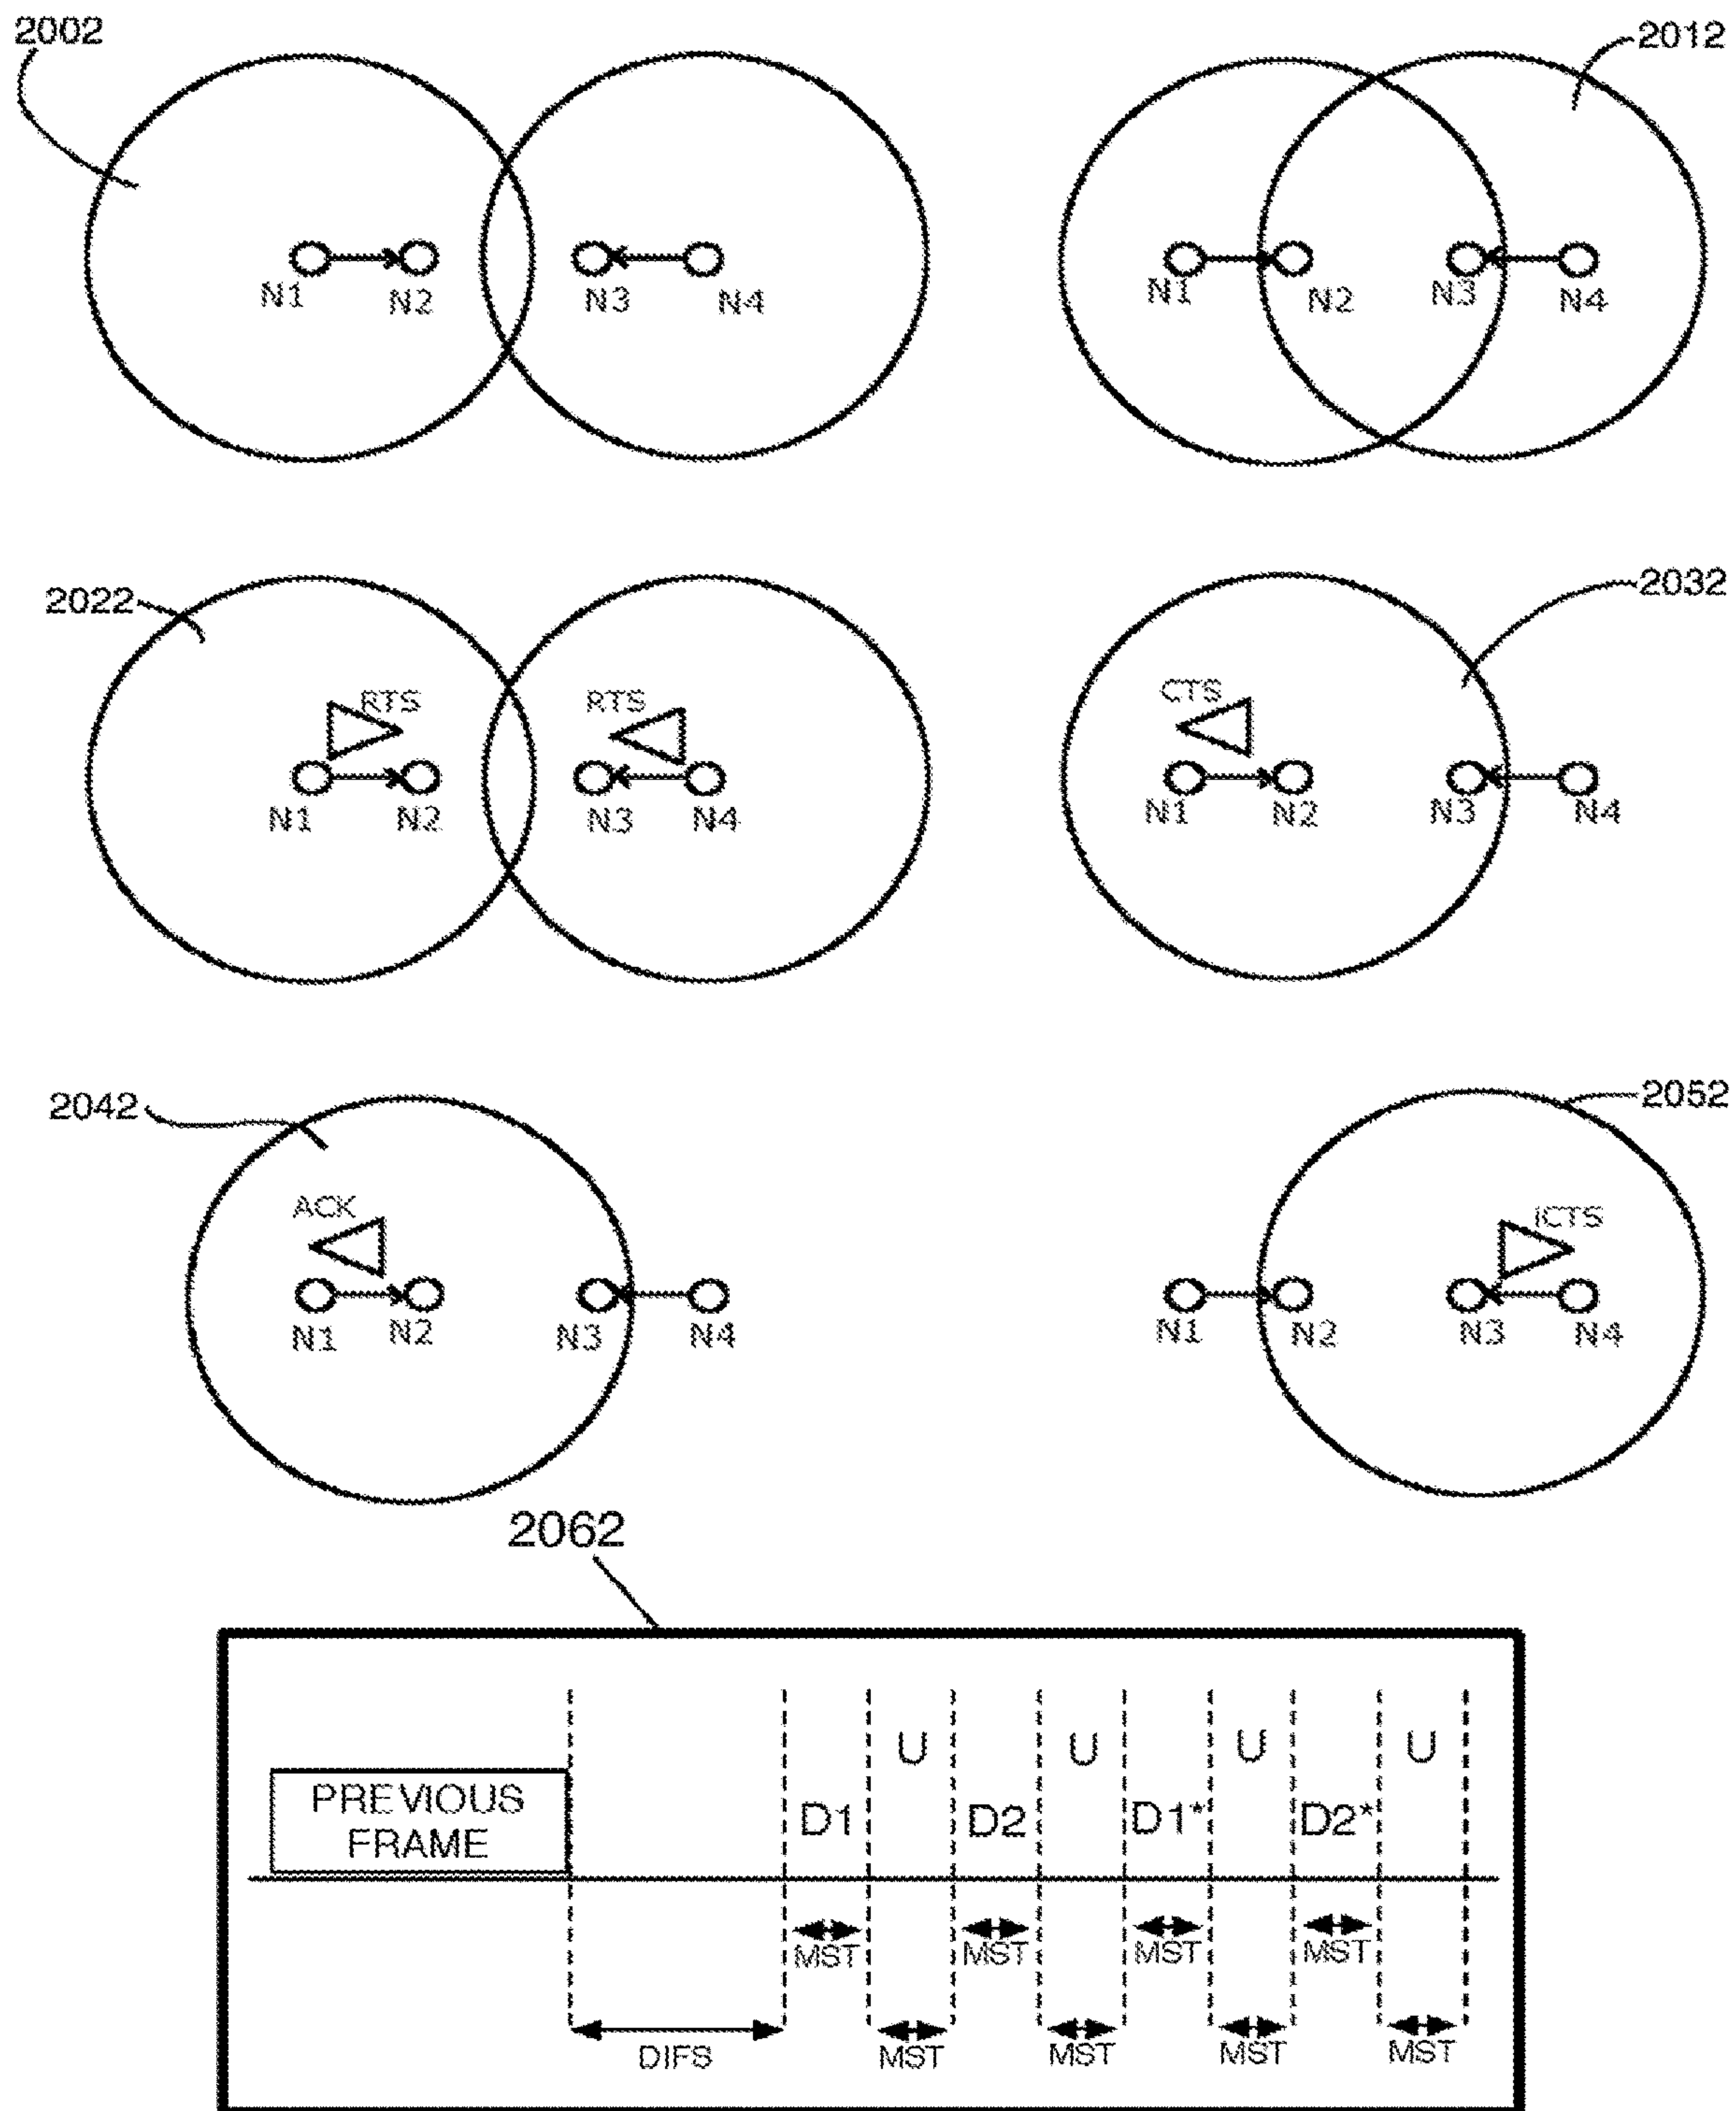 2002
2012
N1 N2 N3 N4
N1 N2 N3 N4
2022
2032
RTS RTS
CTS
N1 N2 N3 N4
N1 N2 N3 N4
2042
2052
ACK
iCTS
N1 N2 N3 N4
N1 N2 N3 N4
2062
U U U U
PREVIOUS
FRAME
D1 D2 D1* D2*
MST MST MST MST
DIFS MST MST MST MST